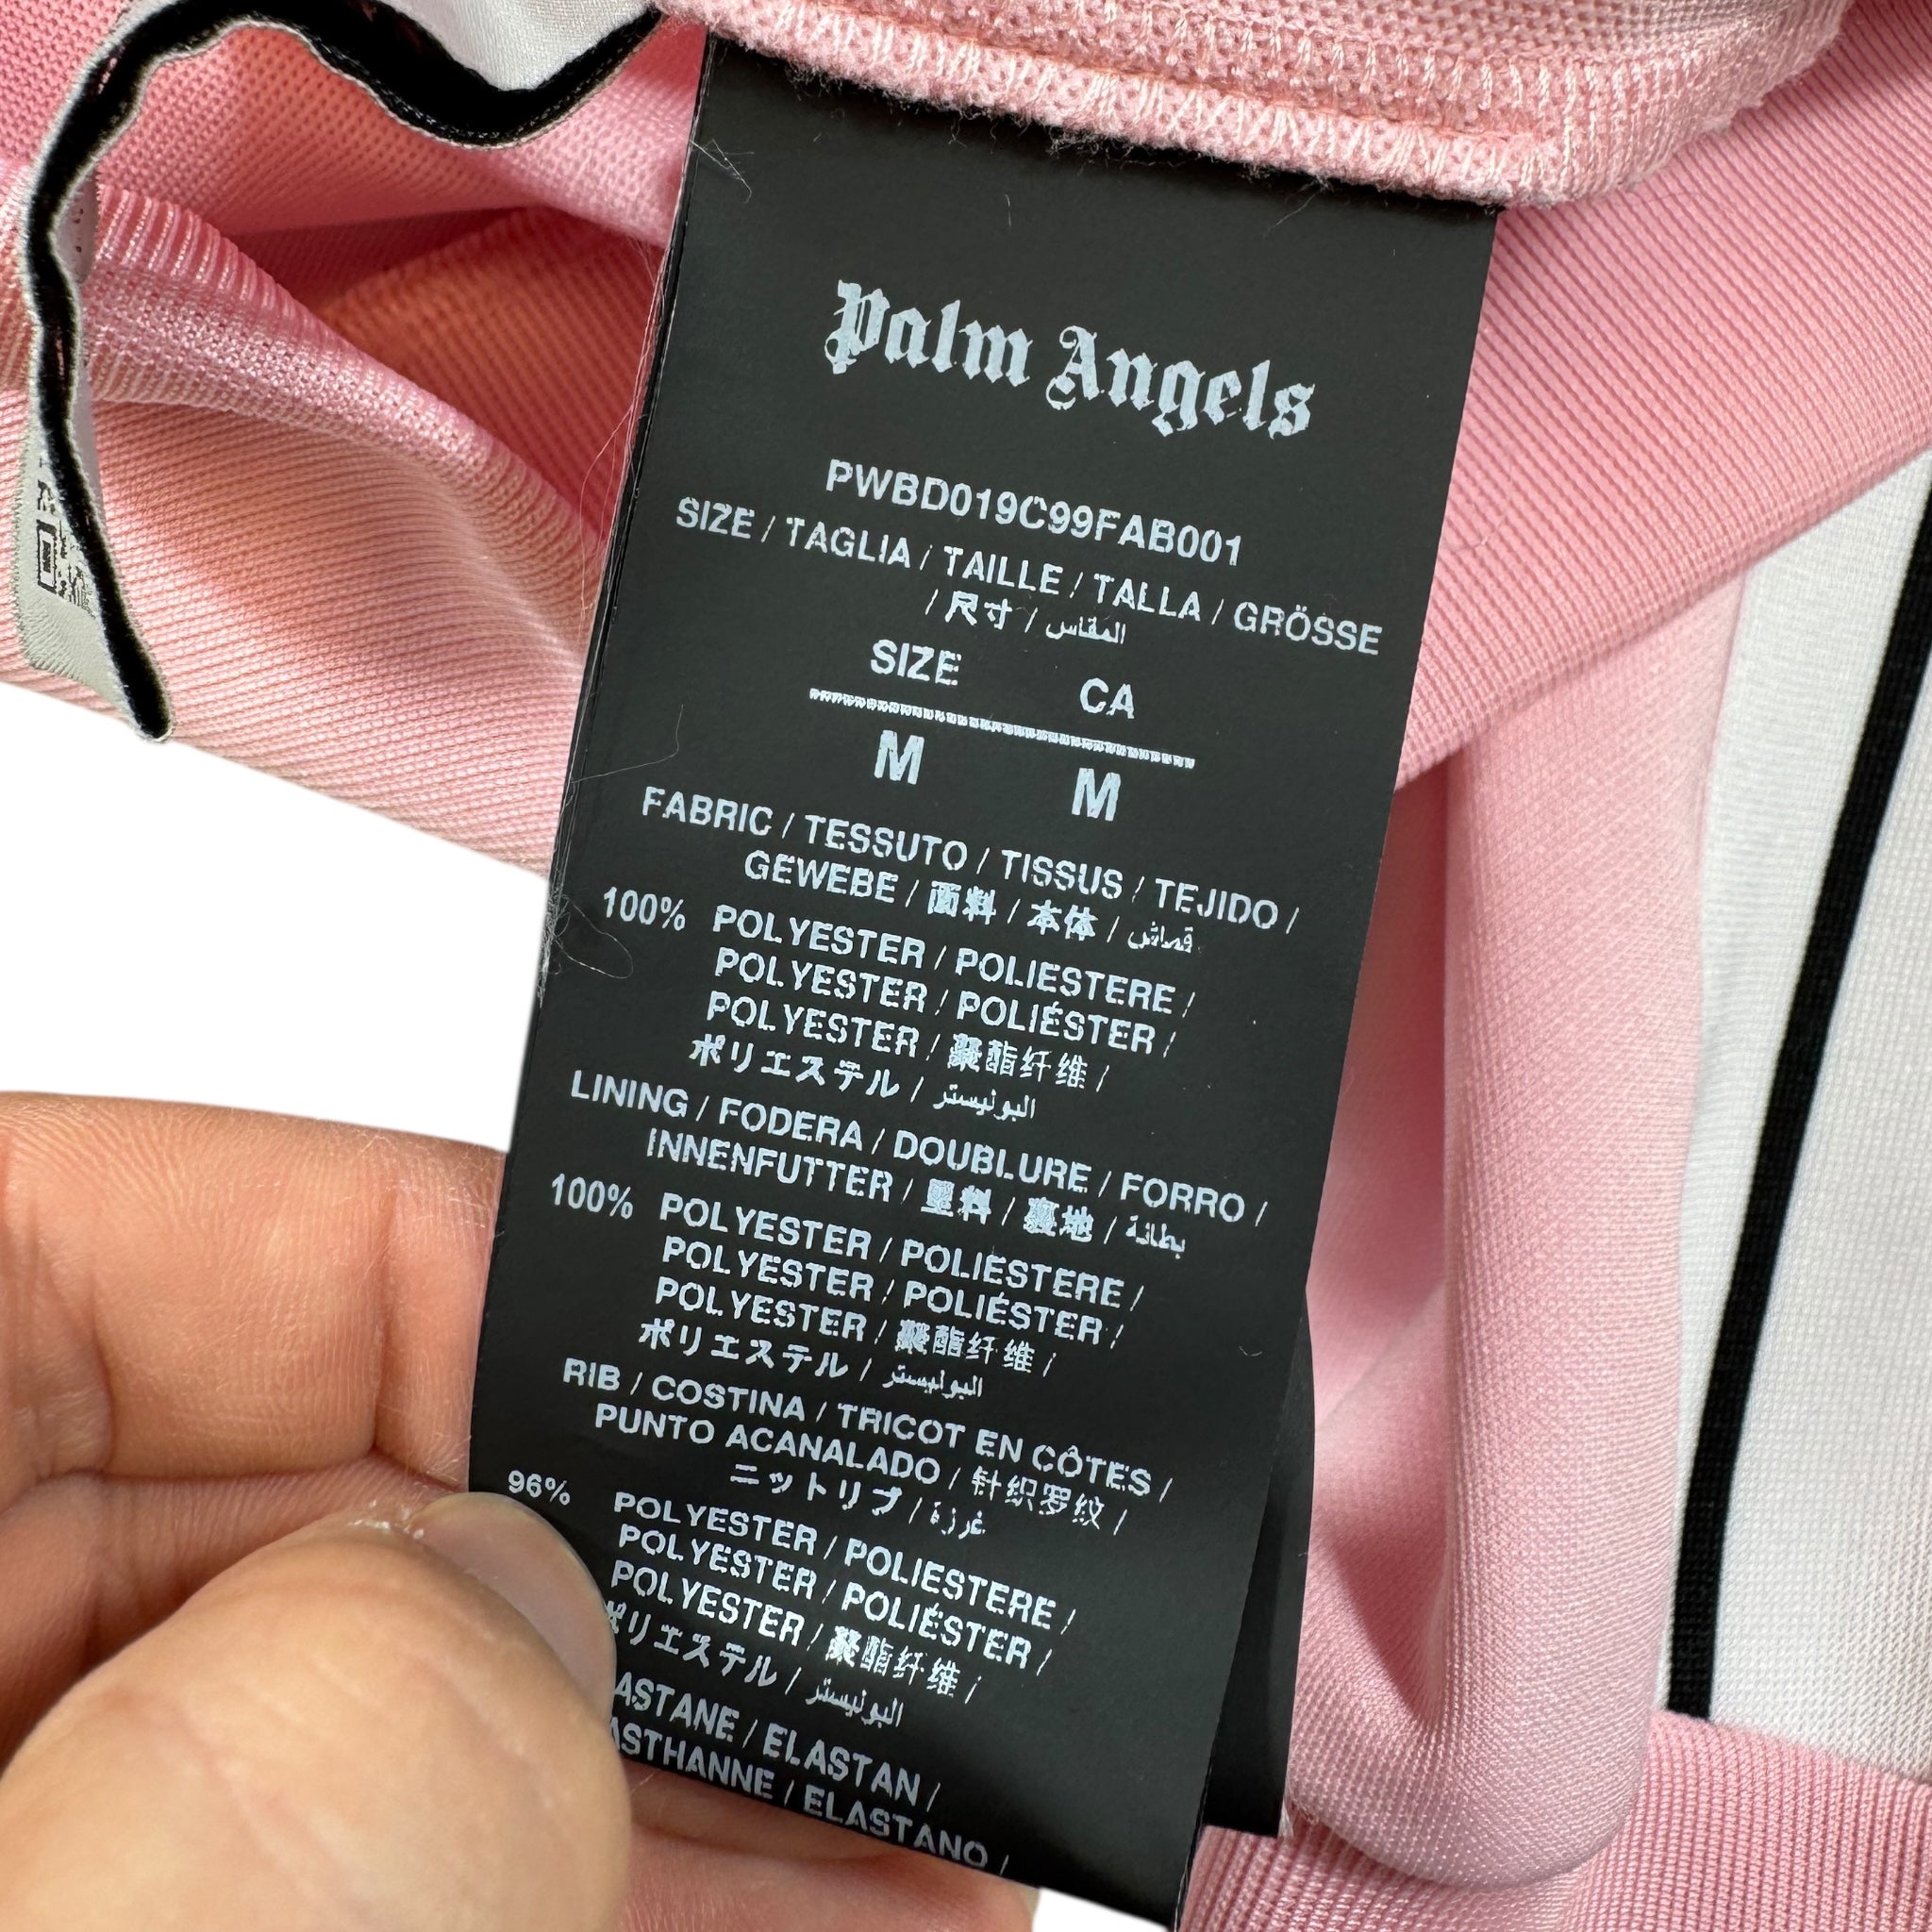 Palm Angels
PWBD019C99FAB001
SIZE / TAGLIA / TAILLE / TALLA / GRÖSSE
/ 尺寸 / المقاس
SIZE CA
M M
FABRIC / TESSUTO / TISSUS / TEJIDO /
GEWEBE / 面料 / 本体 / قماش
100% POLYESTER / POLIESTERE /
POLYESTER / POLIÉSTER /
POLYESTER / 聚酯纤维 /
ポリエステル / البوليستر
LINING / FODERA / DOUBLURE / FORRO /
INNENFUTTER / 里料 / 裏地 / بطانة
100% POLYESTER / POLIESTERE /
POLYESTER / POLIÉSTER /
POLYESTER / 聚酯纤维 /
ポリエステル / البوليستر
RIB / COSTINA / TRICOT EN CÔTES /
PUNTO ACANALADO / 针织罗纹 /
ニットリブ / غرزة
96% POLYESTER / POLIESTERE /
POLYESTER / POLIÉSTER /
POLYESTER / 聚酯纤维 /
ポリエステル / البوليستر
ASTANE / ELASTAN /
ASTHANNE / ELASTANO /